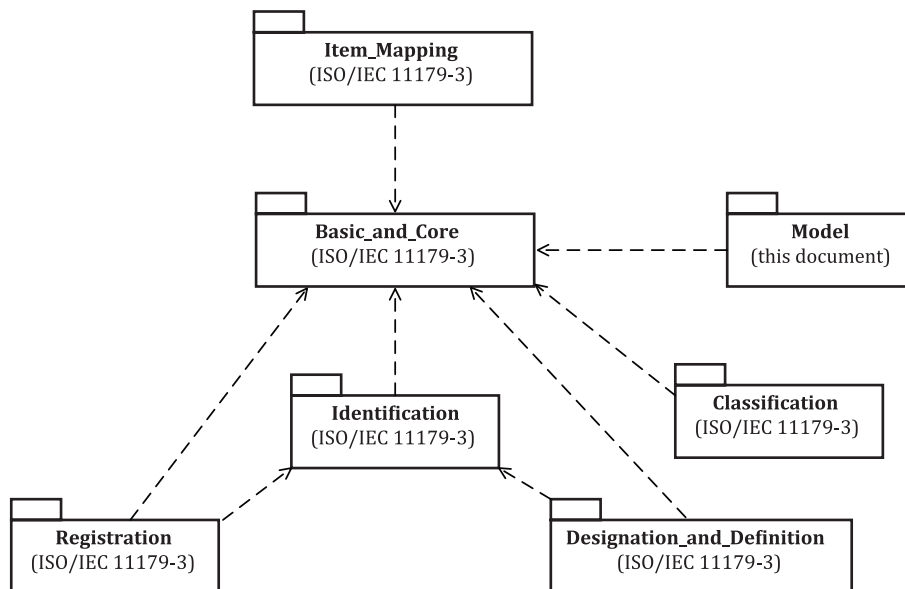 Item_Mapping
(ISO/IEC 11179-3)
Basic_and_Core
(ISO/IEC 11179-3)
Model
(this document)
Classification
(ISO/IEC 11179-3)
Identification
(ISO/IEC 11179-3)
Registration
(ISO/IEC 11179-3)
Designation_and_Definition
(ISO/IEC 11179-3)